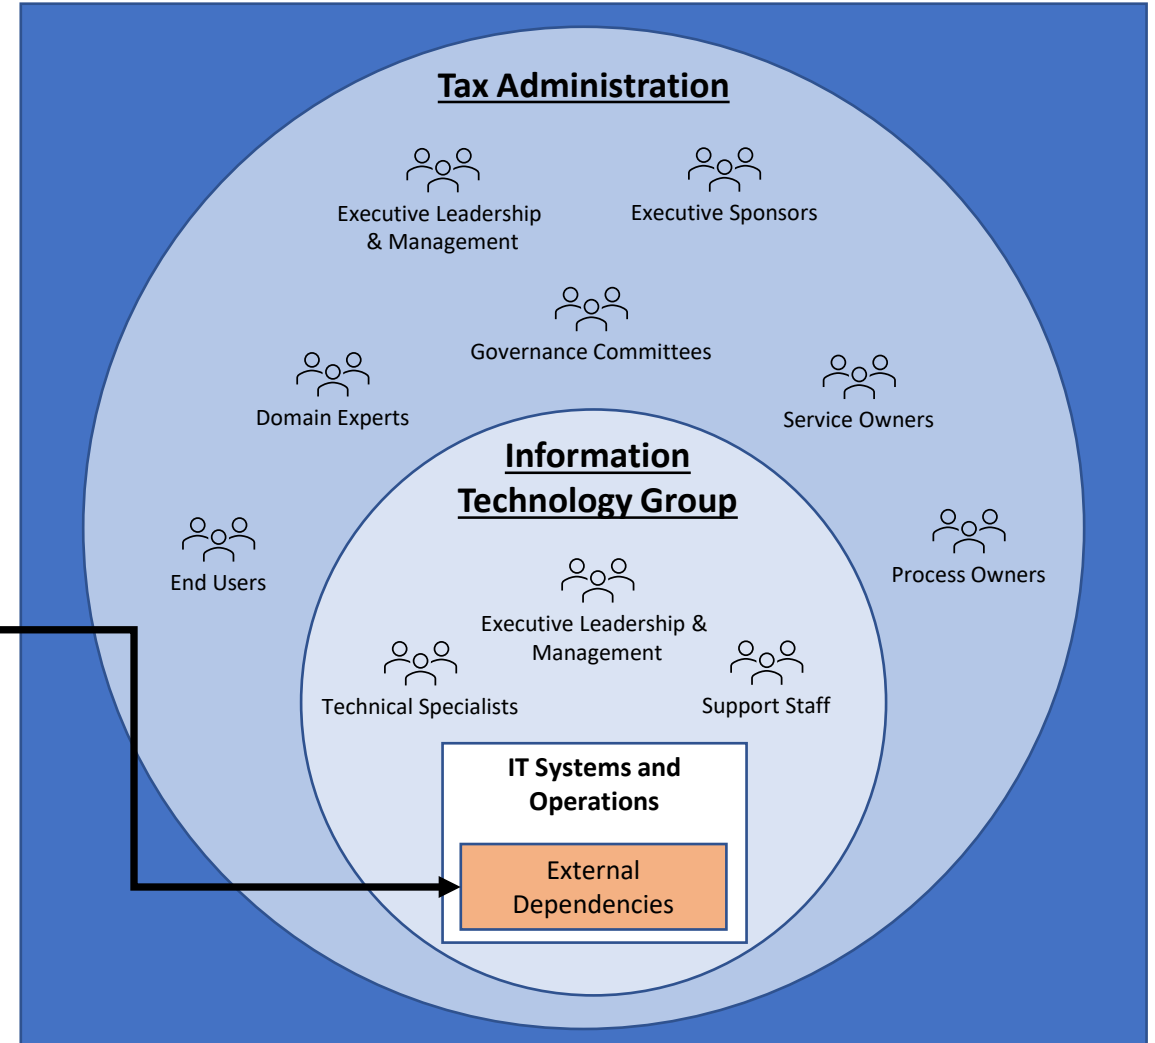 Tax Administration
Executive Leadership
& Management
Executive Sponsors
Governance Committees
Domain Experts
Service Owners
Information
Technology Group
End Users
Process Owners
Executive Leadership &
Management
Technical Specialists
Support Staff
IT Systems and
Operations
External
Dependencies